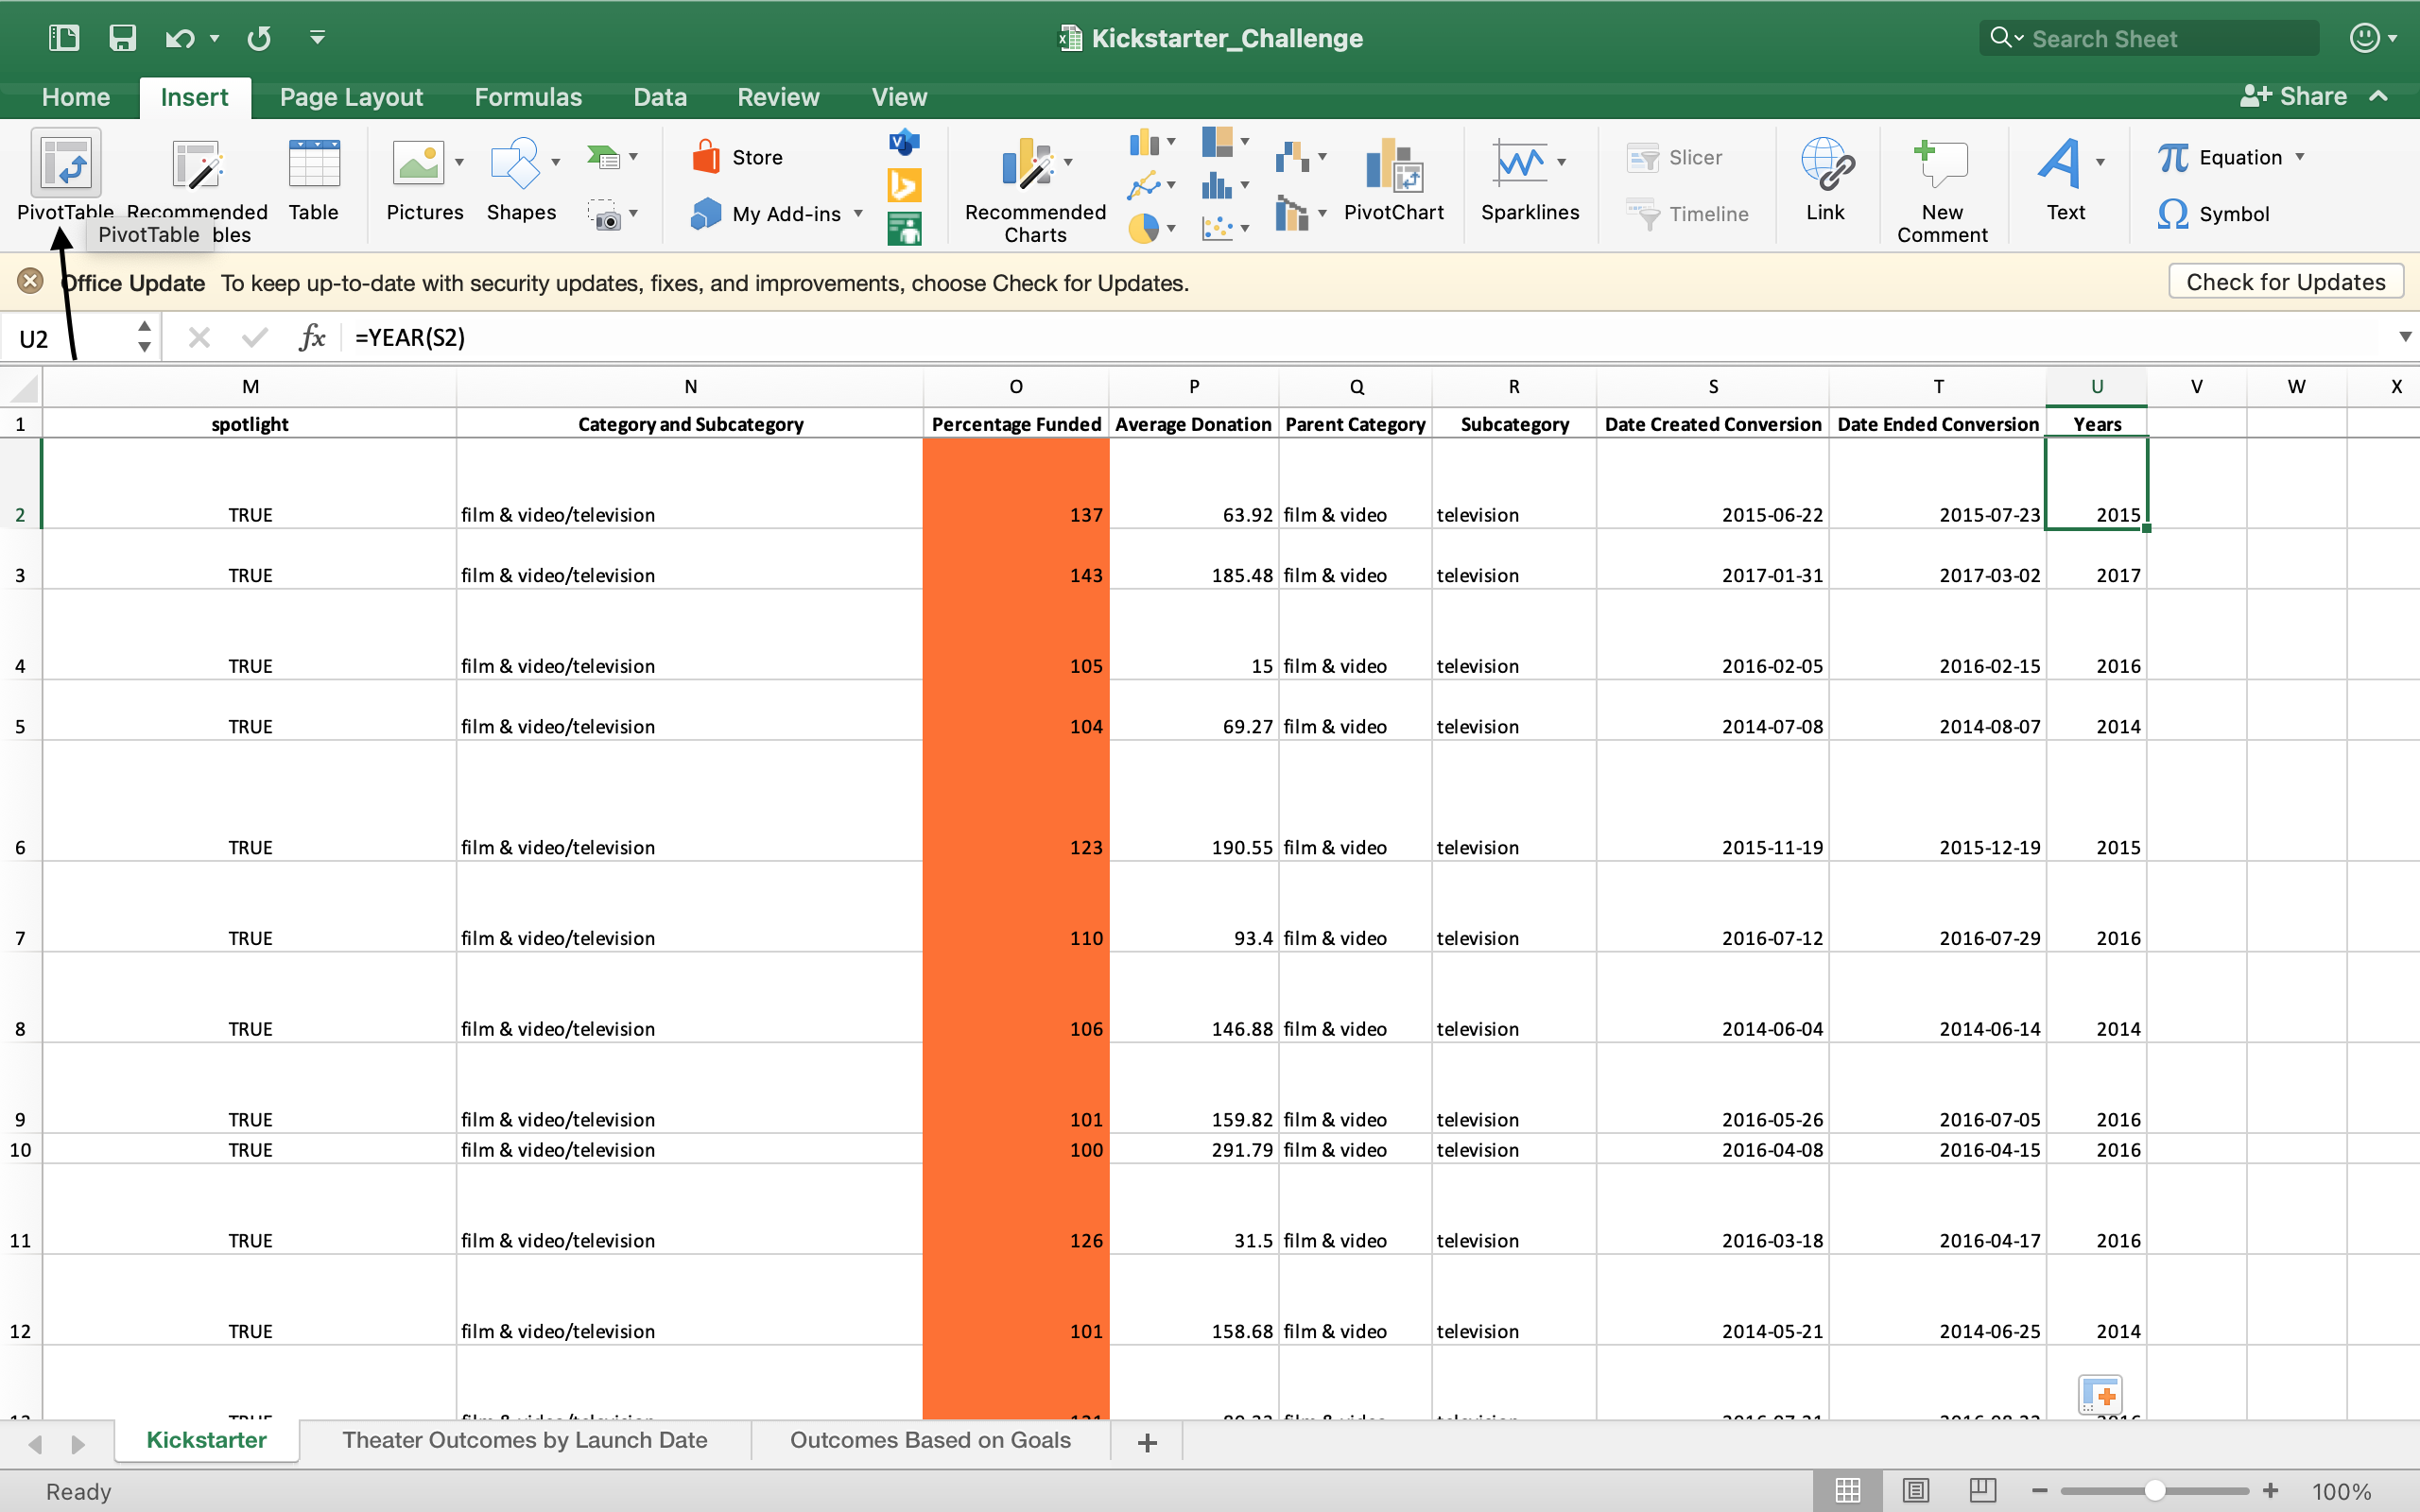 Kickstarter_Challenge
Search Sheet
Home Insert Page Layout Formulas Data Review View
Share
PivotTable Recommended Table Pictures Shapes Store My Add-ins Recommended Charts PivotChart Sparklines Slicer Timeline Link New Comment Text Equation Symbol
PivotTable bles
Office Update To keep up-to-date with security updates, fixes, and improvements, choose Check for Updates.
Check for Updates
U2 fx =YEAR(S2)
M N O P Q R S T U V W X
1 spotlight Category and Subcategory Percentage Funded Average Donation Parent Category Subcategory Date Created Conversion Date Ended Conversion Years
2 TRUE film & video/television 137 63.92 film & video television 2015-06-22 2015-07-23 2015
3 TRUE film & video/television 143 185.48 film & video television 2017-01-31 2017-03-02 2017
4 TRUE film & video/television 105 15 film & video television 2016-02-05 2016-02-15 2016
5 TRUE film & video/television 104 69.27 film & video television 2014-07-08 2014-08-07 2014
6 TRUE film & video/television 123 190.55 film & video television 2015-11-19 2015-12-19 2015
7 TRUE film & video/television 110 93.4 film & video television 2016-07-12 2016-07-29 2016
8 TRUE film & video/television 106 146.88 film & video television 2014-06-04 2014-06-14 2014
9 TRUE film & video/television 101 159.82 film & video television 2016-05-26 2016-07-05 2016
10 TRUE film & video/television 100 291.79 film & video television 2016-04-08 2016-04-15 2016
11 TRUE film & video/television 126 31.5 film & video television 2016-03-18 2016-04-17 2016
12 TRUE film & video/television 101 158.68 film & video television 2014-05-21 2014-06-25 2014
Kickstarter Theater Outcomes by Launch Date Outcomes Based on Goals +
Ready
100%